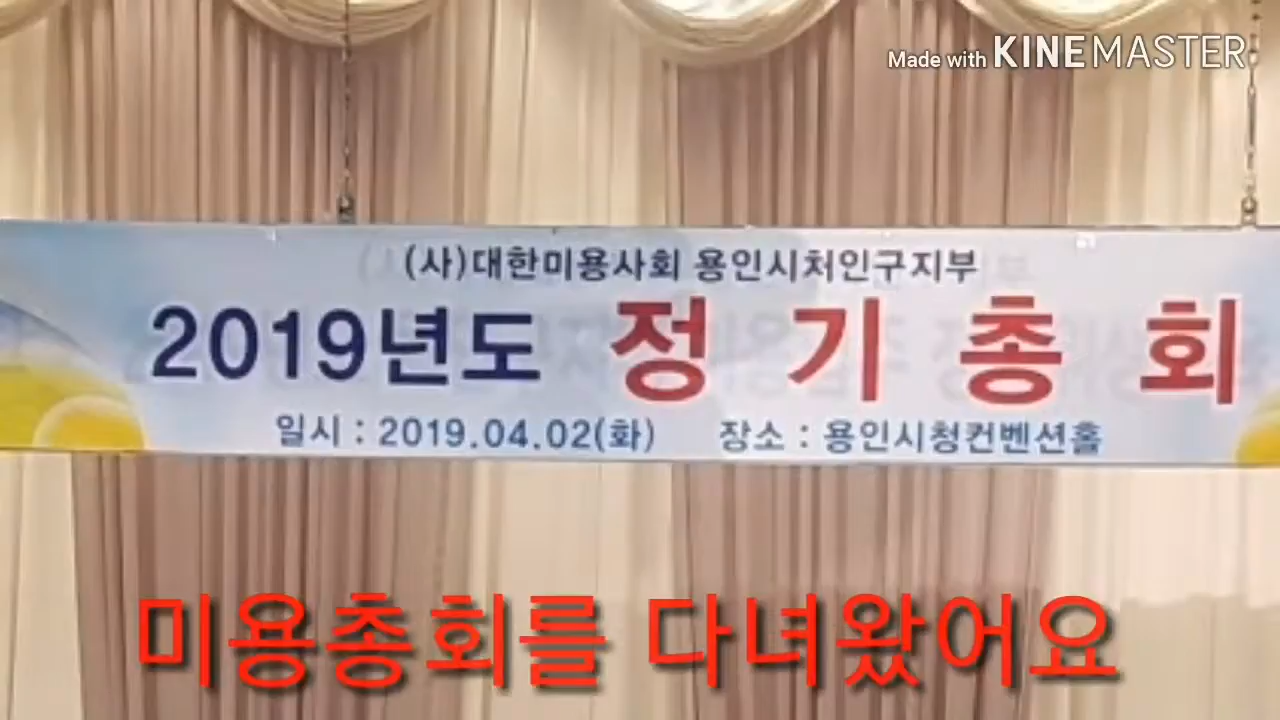 Made with KINEMASTER
(사)대한미용사회 용인시처인구지부
2019년도 정 기 총 회
일시 : 2019.04.02(화) 장소 : 용인시청컨벤션홀
미용총회를 다녀왔어요